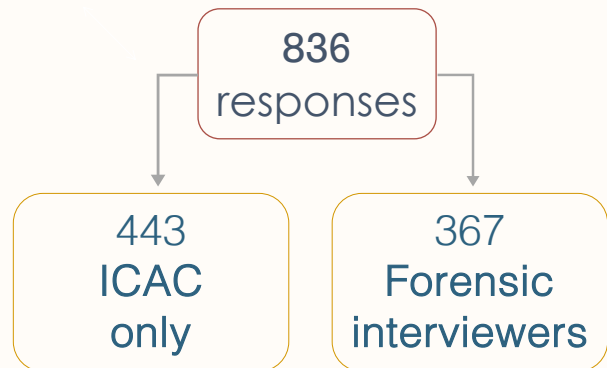 836
responses
443
ICAC
only
367
Forensic
interviewers